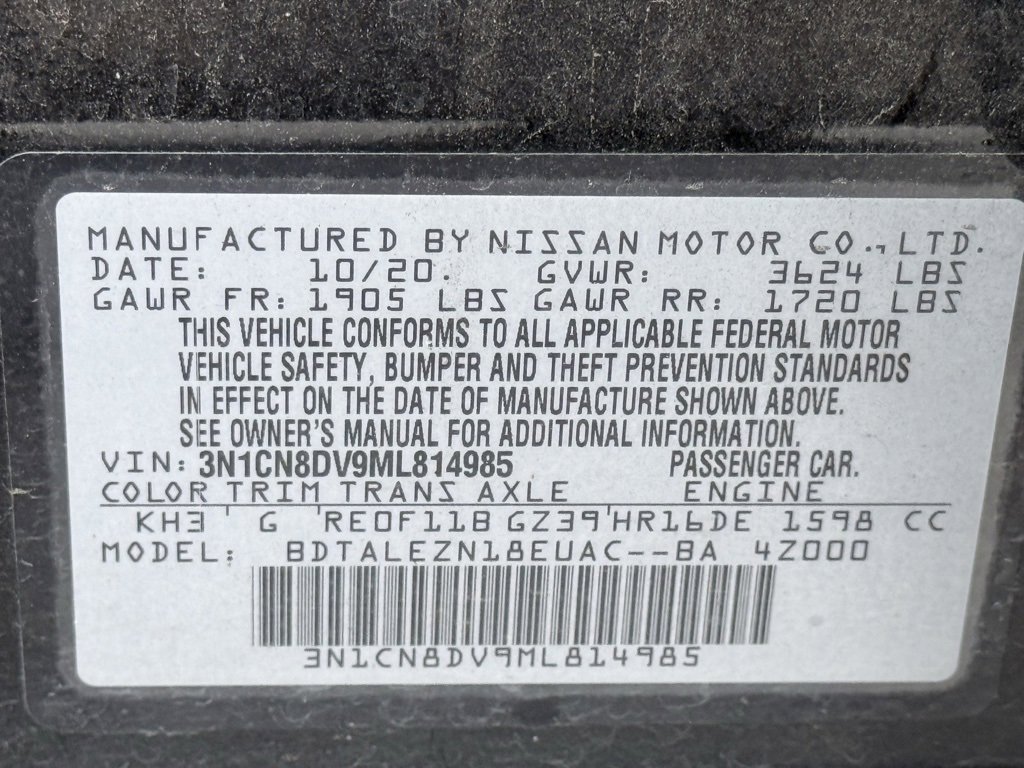 MANUFACTURED BY NISSAN MOTOR CO., LTD.
DATE: 10/20. GVWR: 3624 LBS
GAWR FR: 1905 LBS GAWR RR: 1720 LBS
THIS VEHICLE CONFORMS TO ALL APPLICABLE FEDERAL MOTOR
VEHICLE SAFETY, BUMPER AND THEFT PREVENTION STANDARDS
IN EFFECT ON THE DATE OF MANUFACTURE SHOWN ABOVE.
SEE OWNER'S MANUAL FOR ADDITIONAL INFORMATION.
VIN: 3N1CN8DV9ML814985 PASSENGER CAR.
COLOR TRIM TRANS AXLE ENGINE
KH3 ' G 'RE0F11B GZ39'HR16DE 1598 CC
MODEL: BDTALEZN18EUAC--BA 4Z000
3N1CN8DV9ML814985